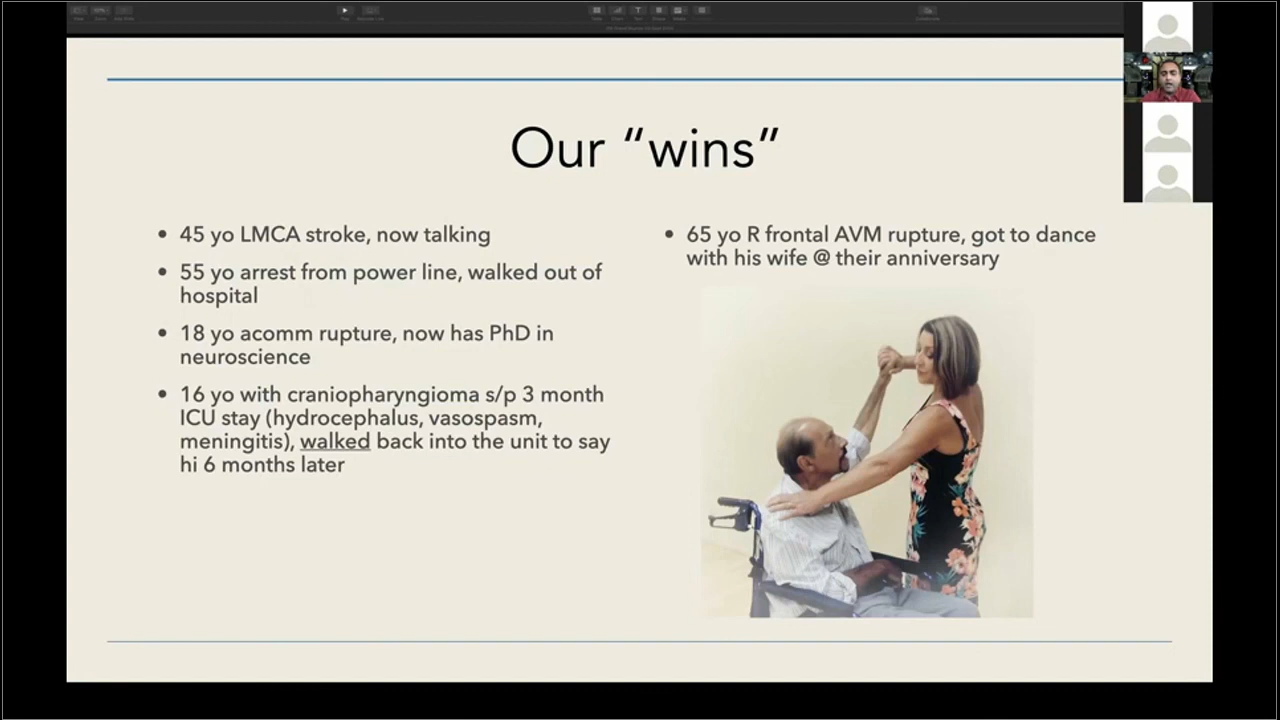 Our “wins”
• 45 yo LMCA stroke, now talking
• 55 yo arrest from power line, walked out of
hospital
• 18 yo acomm rupture, now has PhD in
neuroscience
• 16 yo with craniopharyngioma s/p 3 month
ICU stay (hydrocephalus, vasospasm,
meningitis), walked back into the unit to say
hi 6 months later
• 65 yo R frontal AVM rupture, got to dance
with his wife @ their anniversary